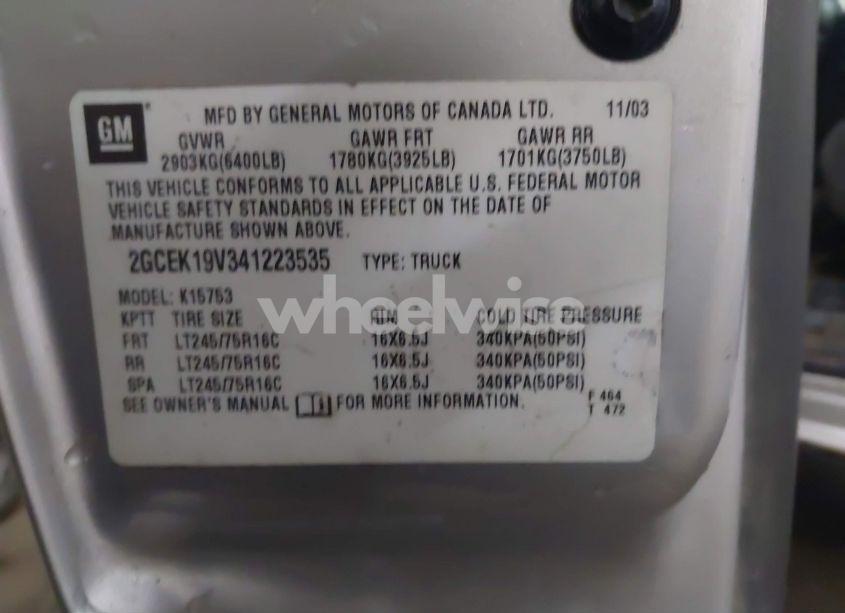 GM
MFD BY GENERAL MOTORS OF CANADA LTD. 11/03
GVWR GAWR FRT GAWR RR
2903KG(6400LB) 1780KG(3925LB) 1701KG(3750LB)
THIS VEHICLE CONFORMS TO ALL APPLICABLE U.S. FEDERAL MOTOR
VEHICLE SAFETY STANDARDS IN EFFECT ON THE DATE OF
MANUFACTURE SHOWN ABOVE.
2GCEK19V341223535 TYPE: TRUCK
MODEL: K15753
wheelwise
KPTT TIRE SIZE RIM COLD TIRE PRESSURE
FRT LT245/75R16C 16X6.5J 340KPA(50PSI)
RR LT245/75R16C 16X6.5J 340KPA(50PSI)
SPA LT245/75R16C 16X6.5J 340KPA(50PSI)
SEE OWNER'S MANUAL FOR MORE INFORMATION.
F 464
T 472